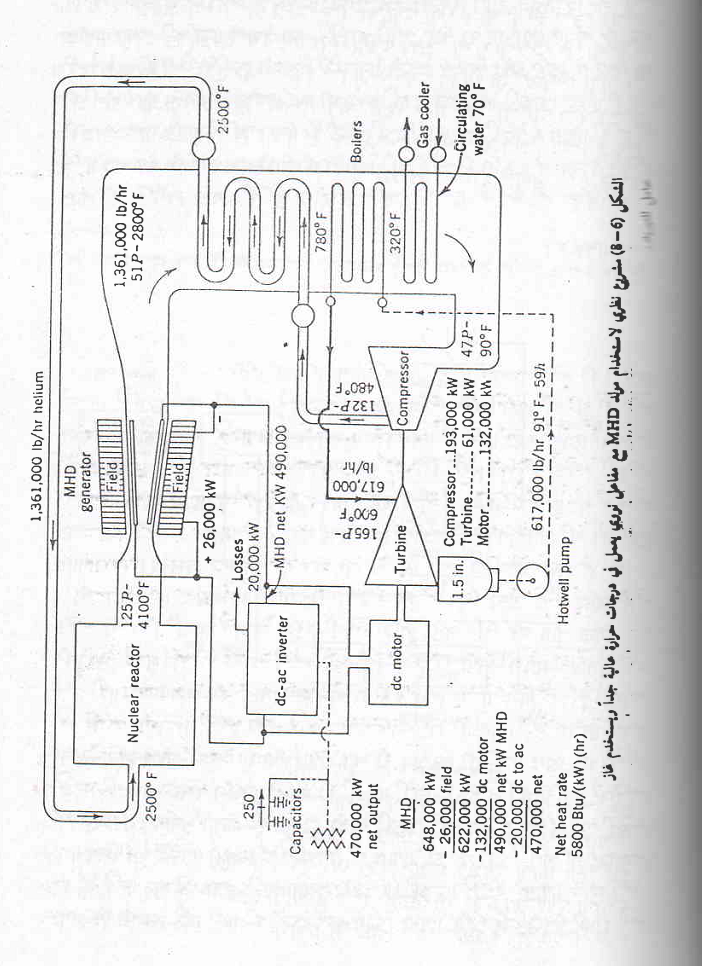 1,361,000 lb/hr helium
MHD
generator
Field
Field
125P-
4100°F
Nuclear reactor
2500°F
1,361,000 lb/hr
51P-2800°F
2500°F
+ 26,000 kW
-
Losses
20,000 kW
MHD net kW 490,000
dc-ac inverter
dc motor
250
Capacitors
470,000 kW
net output
132P-
480°F
Compressor
47P-
90°F
780°F
320°F
Boilers
Gas cooler
Circulating
water 70°F
165P-
600°F
617,000
lb/hr
Turbine
Compressor...193,000 kW
Turbine........ 61,000 kW
Motor..........132,000 kW
1.5 in.
617,000 lb/hr 91°F-59h
Hotwell pump
MHD
648,000 kW
- 26,000 field
622,000 kW
-132,000 dc motor
490,000 net kW MHD
- 20,000 dc to ac
470,000 net
Net heat rate
5800 Btu/(kW)(hr)
الشكل (6-8) مشروع نظري لاستخدام مولد MHD مع مفاعل نووي يعمل في درجات حرارة عالية جداً ويستخدم غاز